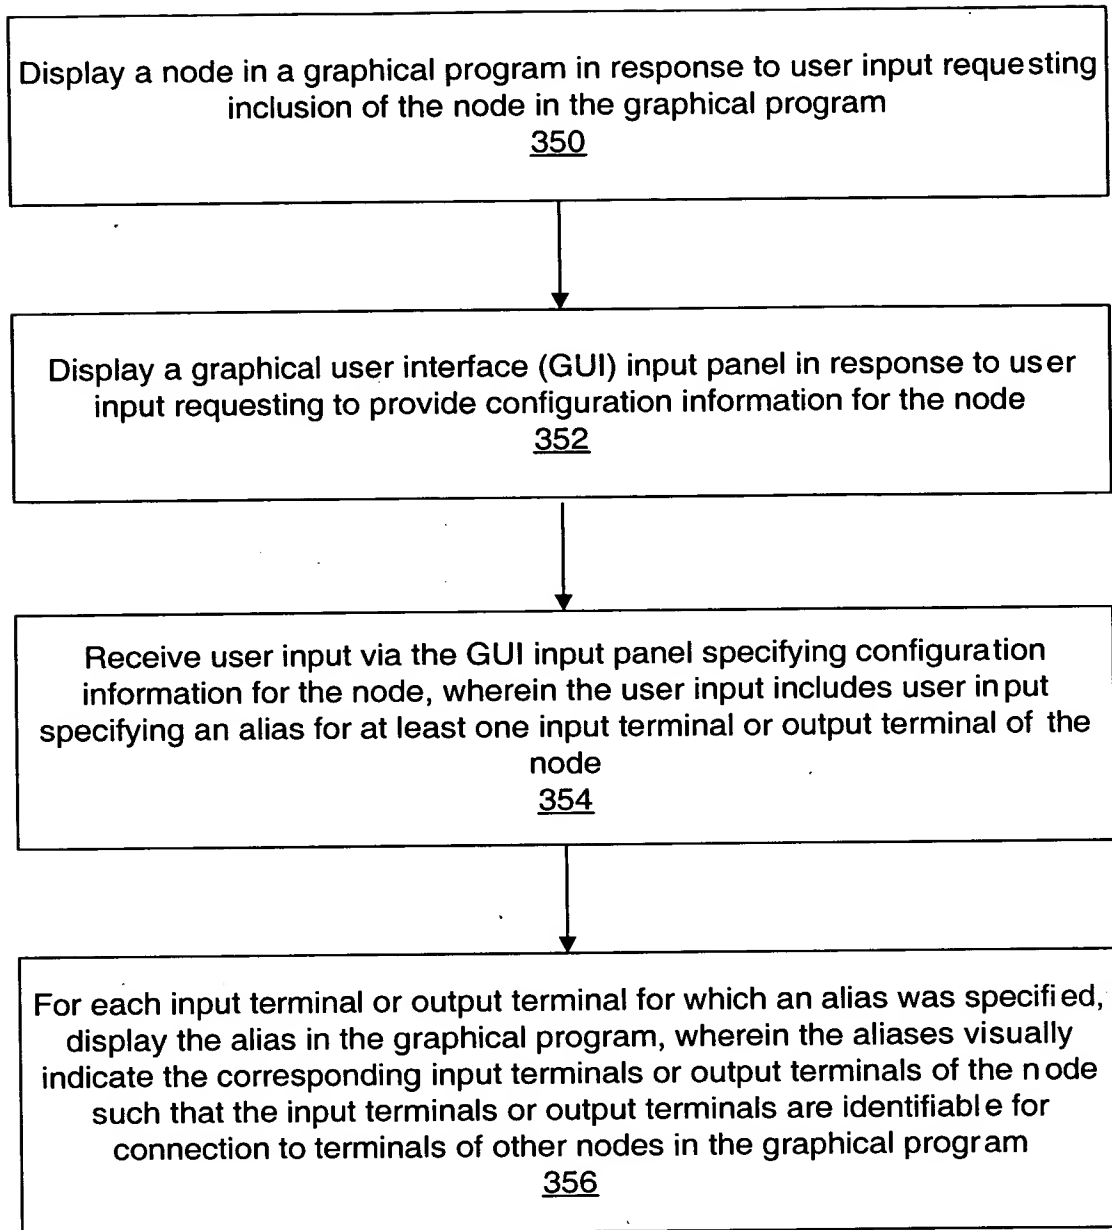 Display a node in a graphical program in response to user input requesting
inclusion of the node in the graphical program
350
Display a graphical user interface (GUI) input panel in response to user
input requesting to provide configuration information for the node
352
Receive user input via the GUI input panel specifying configuration
information for the node, wherein the user input includes user input
specifying an alias for at least one input terminal or output terminal of the
node
354
For each input terminal or output terminal for which an alias was specified,
display the alias in the graphical program, wherein the aliases visually
indicate the corresponding input terminals or output terminals of the node
such that the input terminals or output terminals are identifiable for
connection to terminals of other nodes in the graphical program
356